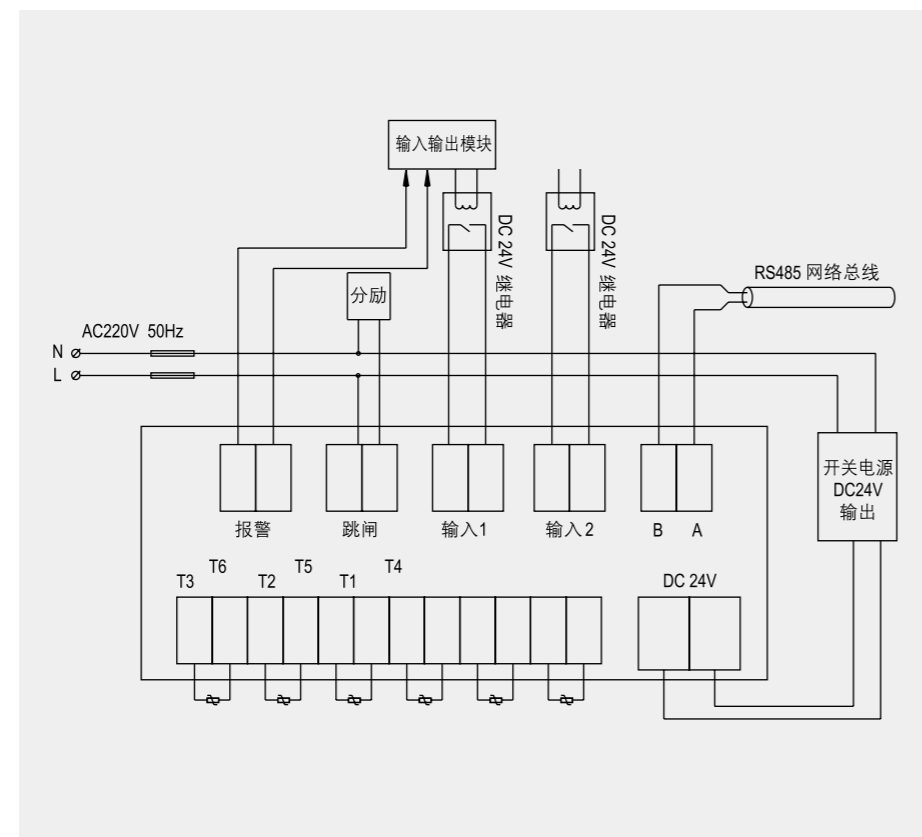 输入输出模块
DC 24V 继电器
DC 24V 继电器
RS485 网络总线
分励
AC220V 50Hz
N
L
开关电源
DC24V
输出
报警
跳闸
输入1
输入2
B
A
T3
T6
T2
T5
T1
T4
DC 24V